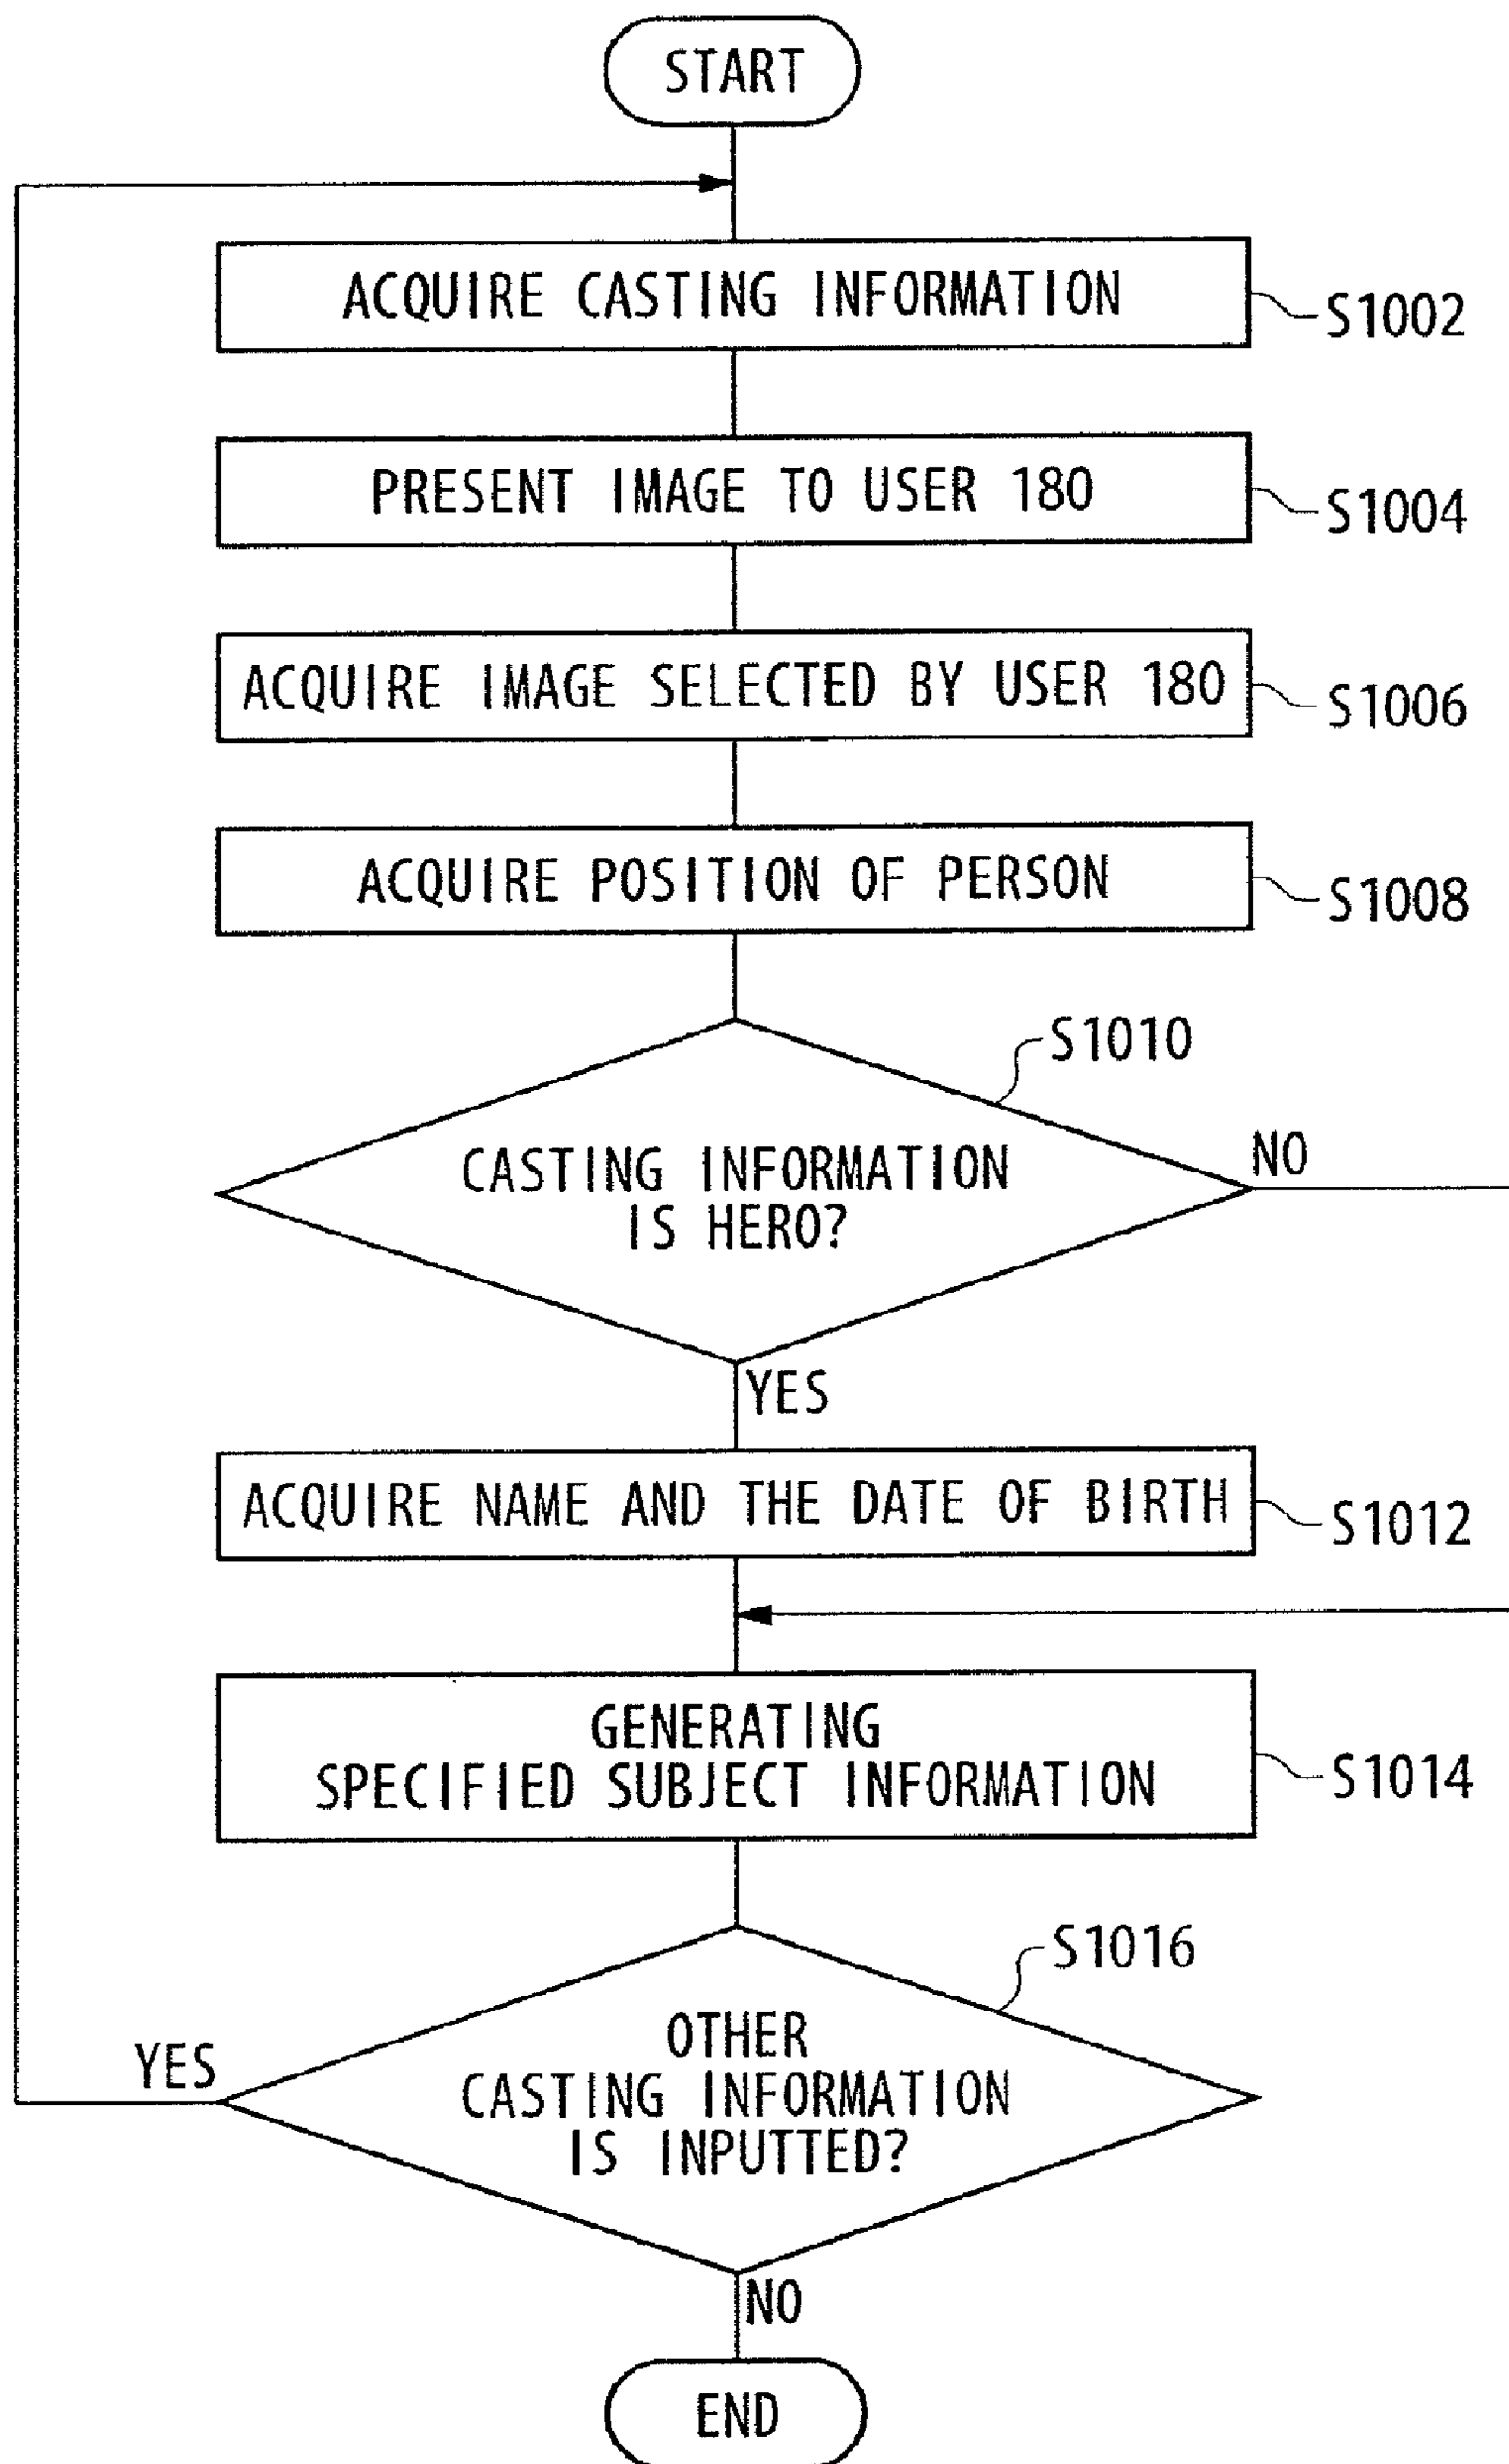 START
ACQUIRE CASTING INFORMATION
S1002
PRESENT IMAGE TO USER 180
S1004
ACQUIRE IMAGE SELECTED BY USER 180
S1006
ACQUIRE POSITION OF PERSON
S1008
S1010
CASTING INFORMATION
IS HERO?
NO
YES
ACQUIRE NAME AND THE DATE OF BIRTH
S1012
GENERATING
SPECIFIED SUBJECT INFORMATION
S1014
S1016
OTHER
CASTING INFORMATION
IS INPUTTED?
YES
NO
END